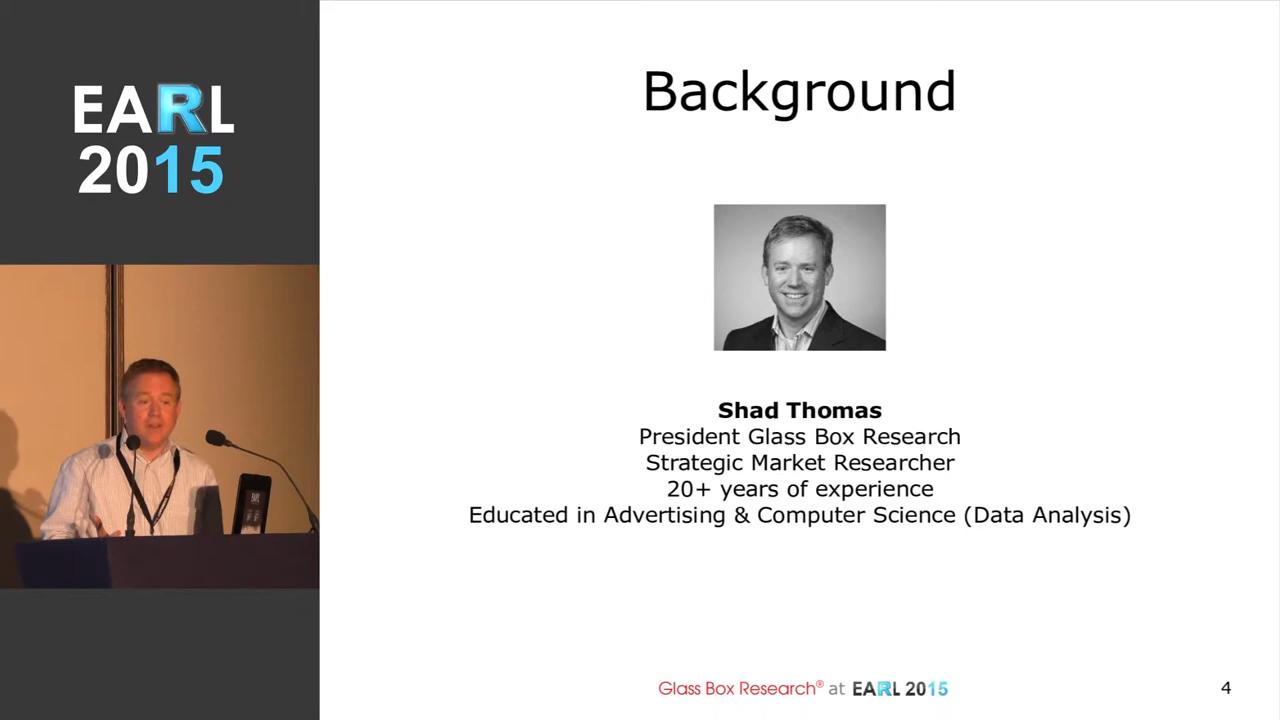 EARL
2015
Background
Shad Thomas
President Glass Box Research
Strategic Market Researcher
20+ years of experience
Educated in Advertising & Computer Science (Data Analysis)
Glass Box Research® at EARL 2015
4